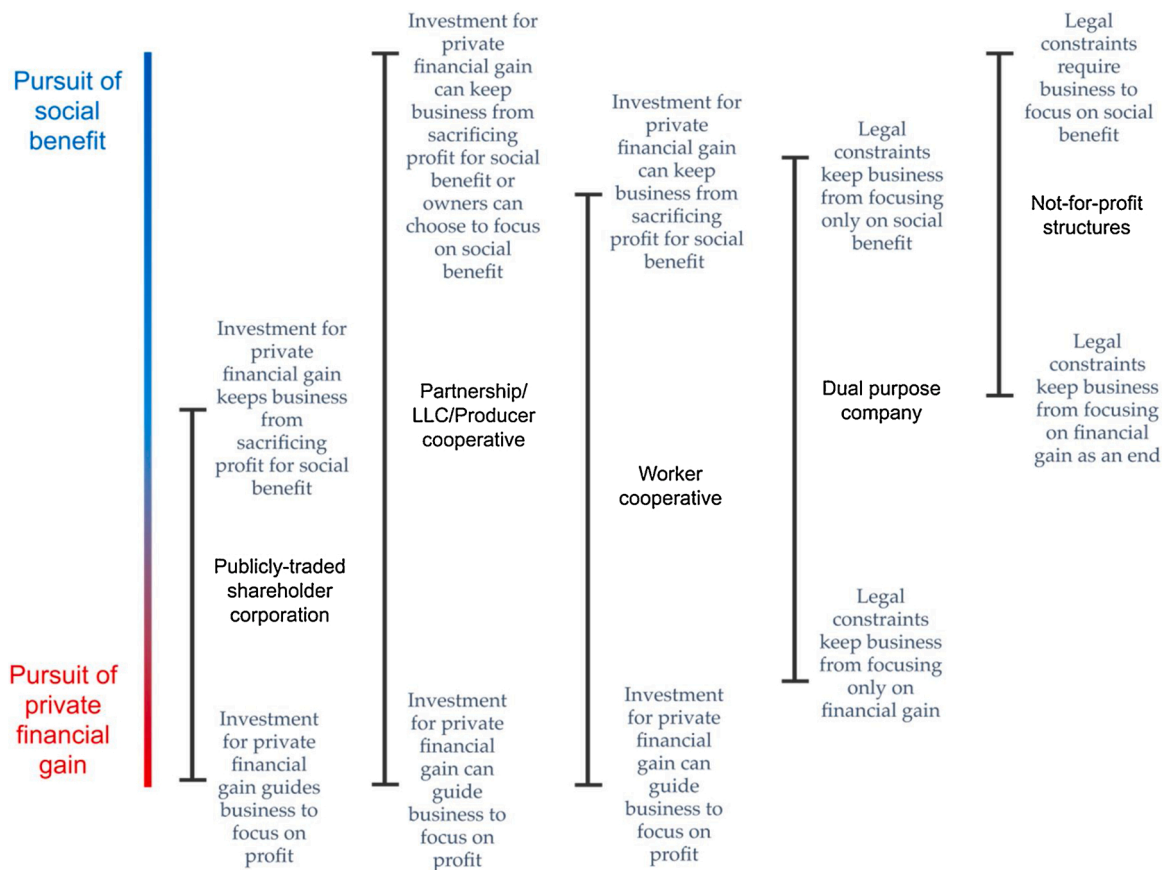 Pursuit of
social
benefit
Pursuit of
private
financial
gain
Investment for
private
financial gain
keeps business
from
sacrificing
profit for social
benefit
Publicly-traded
shareholder
corporation
Investment
for private
financial
gain guides
business to
focus on
profit
Investment for
private
financial gain
can keep
business from
sacrificing
profit for social
benefit or
owners can
choose to focus
on social
benefit
Partnership/
LLC/Producer
cooperative
Investment
for private
financial
gain can
guide
business to
focus on
profit
Investment for
private
financial gain
can keep
business from
sacrificing
profit for social
benefit
Worker
cooperative
Investment
for private
financial
gain can
guide
business to
focus on
profit
Legal
constraints
keep business
from focusing
only on social
benefit
Dual purpose
company
Legal
constraints
keep business
from focusing
only on
financial gain
Legal
constraints
require
business to
focus on social
benefit
Not-for-profit
structures
Legal
constraints
keep business
from focusing
on financial
gain as an end